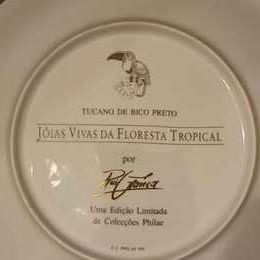 TUCANO DE BICO PRETO
JÓIAS VIVAS DA FLORESTA TROPICAL
por
Uma Edição Limitada
de Colecções Philae